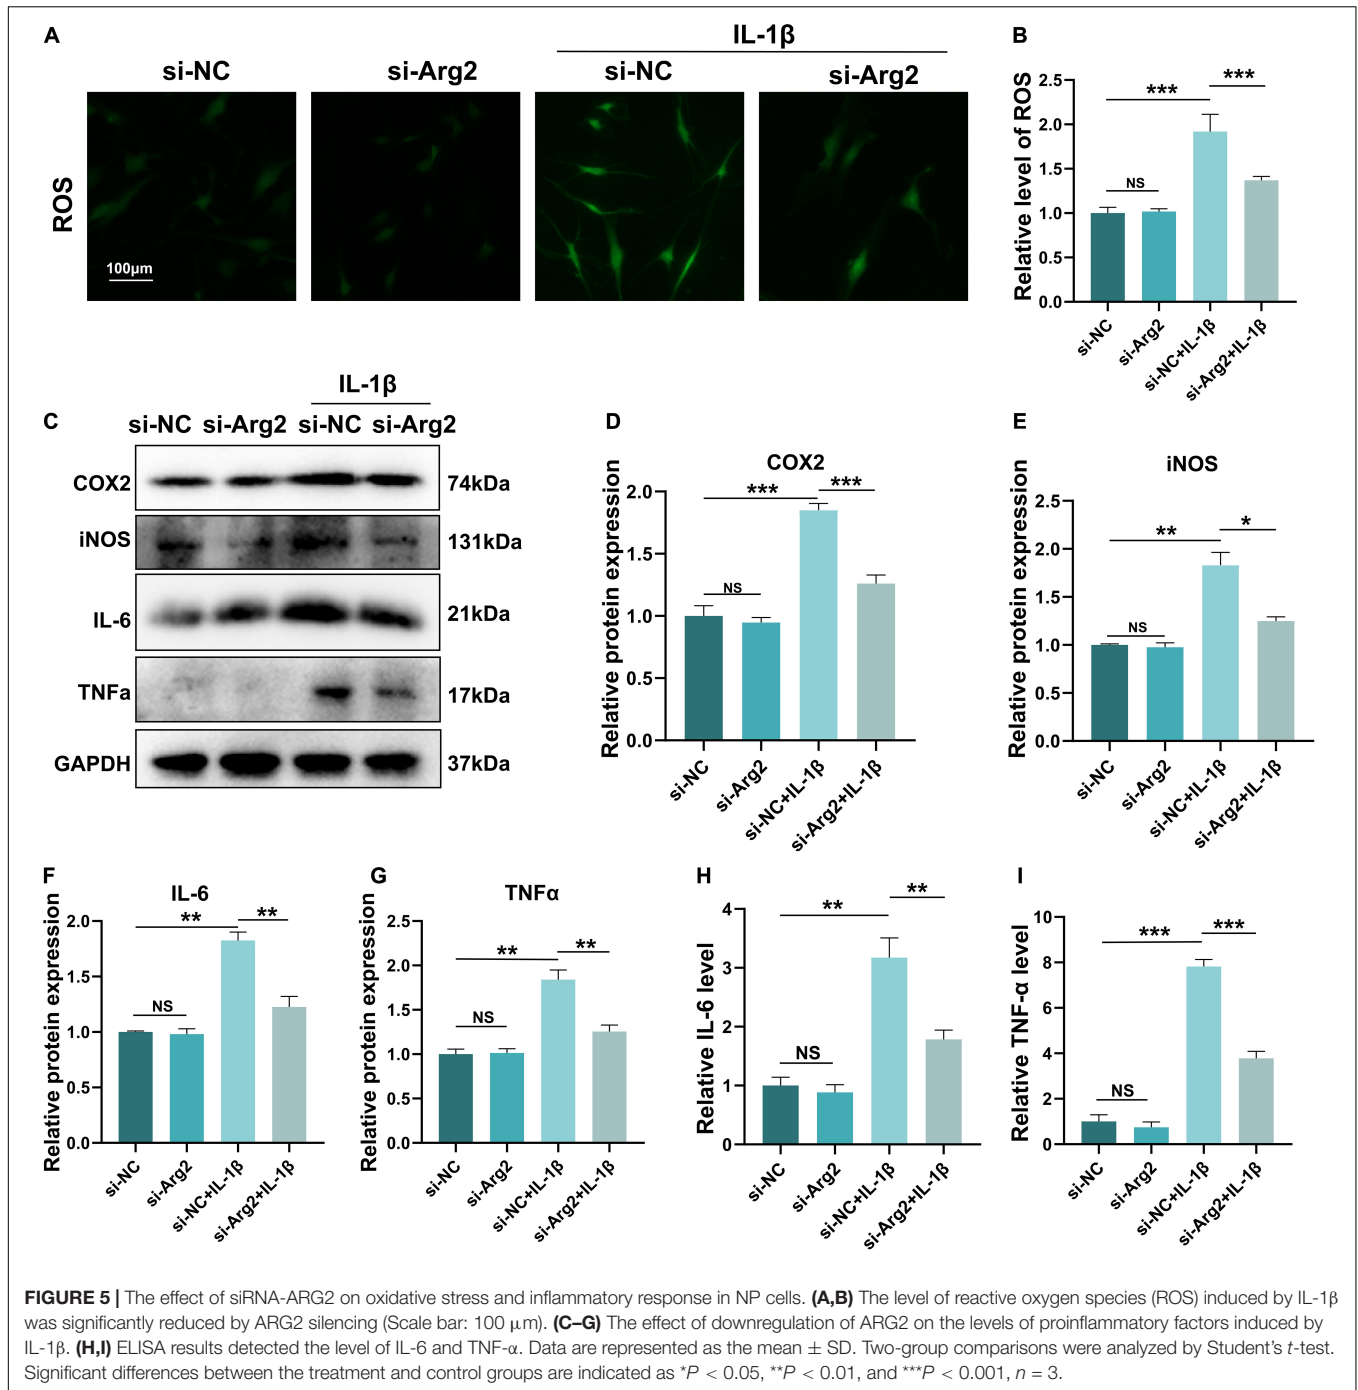 A
IL-1β
si-NC
si-Arg2
si-NC
si-Arg2
ROS
100μm
B
Relative level of ROS
2.5
2.0
1.5
1.0
0.5
0.0
***
***
NS
si-NC
si-Arg2
si-NC+IL-1β
si-Arg2+IL-1β
C
IL-1β
si-NC si-Arg2 si-NC si-Arg2
COX2 74kDa
iNOS 131kDa
IL-6 21kDa
TNFa 17kDa
GAPDH 37kDa
D
COX2
Relative protein expression
2.0
1.5
1.0
0.5
0.0
***
***
NS
si-NC
si-Arg2
si-NC+IL-1β
si-Arg2+IL-1β
E
iNOS
Relative protein expression
2.5
2.0
1.5
1.0
0.5
0.0
**
*
NS
si-NC
si-Arg2
si-NC+IL-1β
si-Arg2+IL-1β
F
IL-6
Relative protein expression
2.0
1.5
1.0
0.5
0.0
**
**
NS
si-NC
si-Arg2
si-NC+IL-1β
si-Arg2+IL-1β
G
TNFα
Relative protein expression
2.5
2.0
1.5
1.0
0.5
0.0
**
**
NS
si-NC
si-Arg2
si-NC+IL-1β
si-Arg2+IL-1β
H
Relative IL-6 level
4
3
2
1
0
**
**
NS
si-NC
si-Arg2
si-NC+IL-1β
si-Arg2+IL-1β
I
Relative TNF-α level
10
8
6
4
2
0
***
***
NS
si-NC
si-Arg2
si-NC+IL-1β
si-Arg2+IL-1β
FIGURE 5 | The effect of siRNA-ARG2 on oxidative stress and inflammatory response in NP cells. (A,B) The level of reactive oxygen species (ROS) induced by IL-1β
was significantly reduced by ARG2 silencing (Scale bar: 100 μm). (C–G) The effect of downregulation of ARG2 on the levels of proinflammatory factors induced by
IL-1β. (H,I) ELISA results detected the level of IL-6 and TNF-α. Data are represented as the mean ± SD. Two-group comparisons were analyzed by Student's t-test.
Significant differences between the treatment and control groups are indicated as *P < 0.05, **P < 0.01, and ***P < 0.001, n = 3.